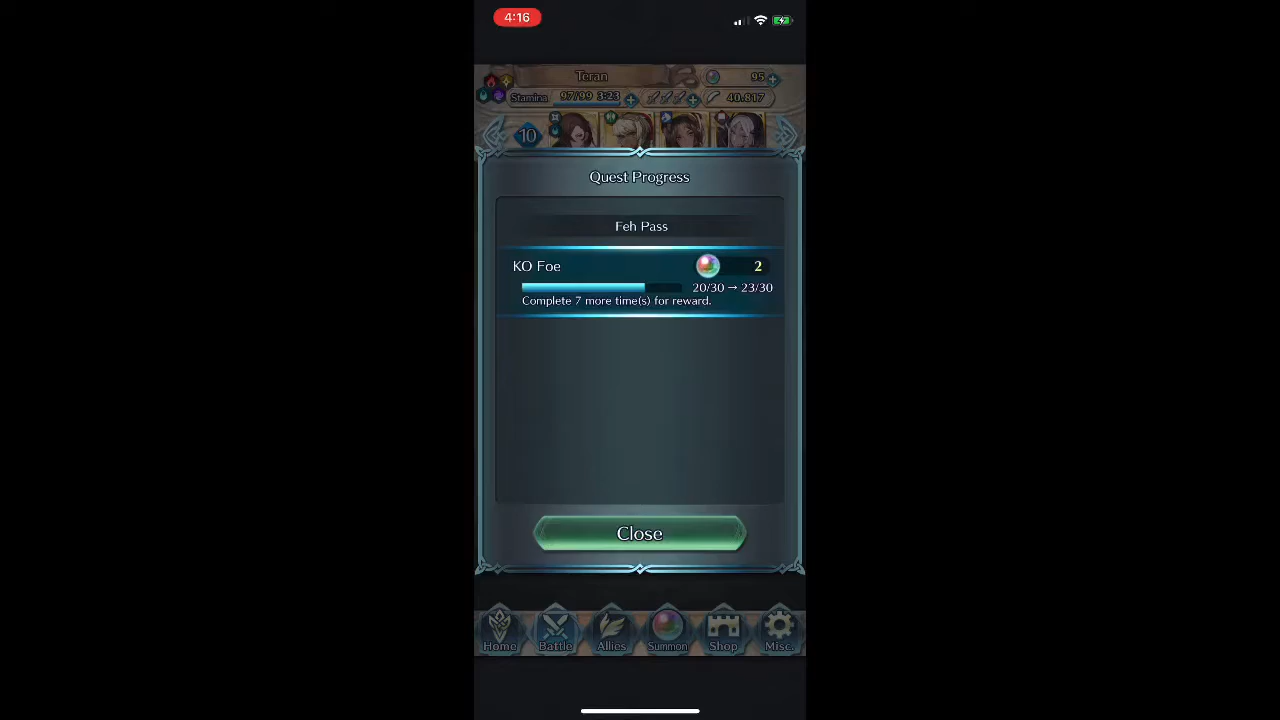 4:16
Teran
95
Stamina 97/99 3:23
40,817
10
Quest Progress
Feh Pass
KO Foe
2
20/30 → 23/30
Complete 7 more time(s) for reward.
Close
Home
Battle
Allies
Summon
Shop
Misc.